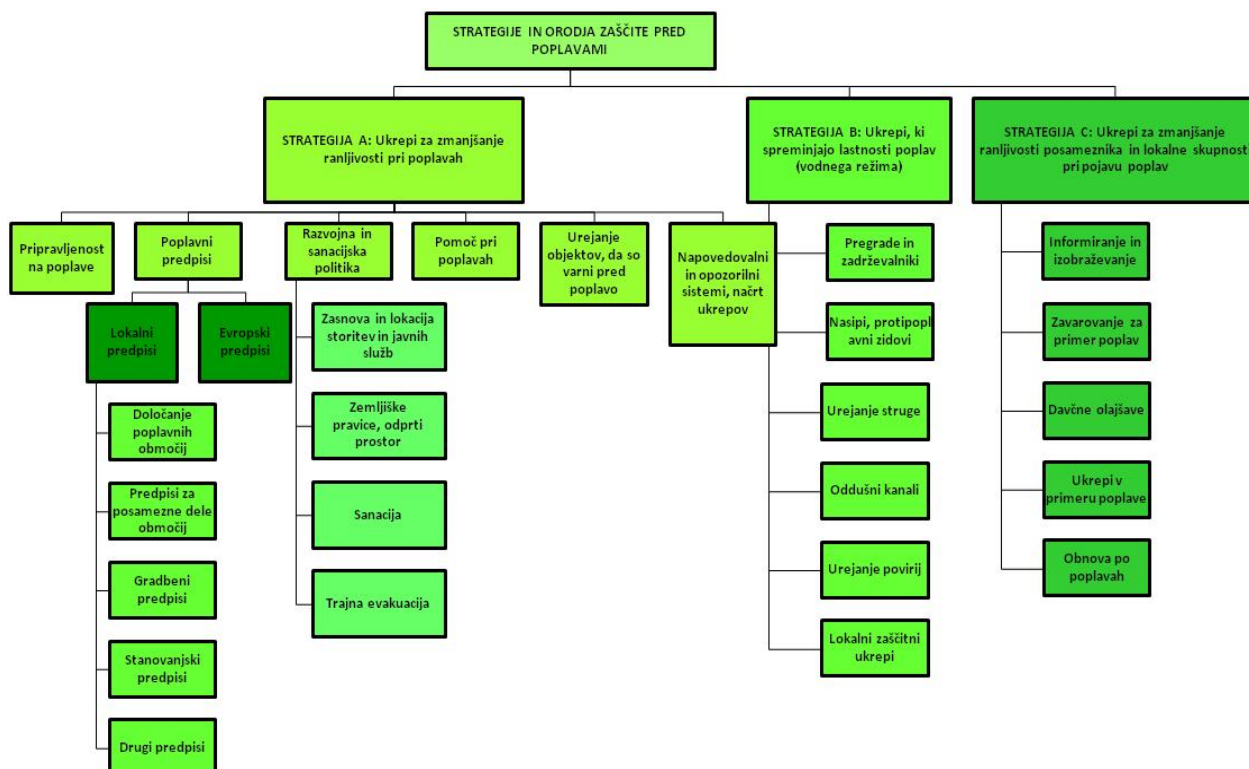 STRATEGIJE IN ORODJA ZAŠČITE PRED
POPLAVAMI
STRATEGIJA A: Ukrepi za zmanjšanje
ranljivosti pri poplavah
STRATEGIJA B: Ukrepi, ki
spreminjajo lastnosti poplav
(vodnega režima)
STRATEGIJA C: Ukrepi za zmanjšanje
ranljivosti posameznika in lokalne skupnost
pri pojavu poplav
Pripravljenost
na poplave
Poplavni
predpisi
Razvojna in
sanacijska
politika
Pomoč pri
poplavah
Urejanje
objektov, da so
varni pred
poplavo
Napovedovalni
in opozorilni
sistemi, načrt
ukrepov
Lokalni
predpisi
Evropski
predpisi
Določanje
poplavnih
območij
Predpisi za
posamezne dele
območij
Gradbeni
predpisi
Stanovanjski
predpisi
Drugi predpisi
Zasnova in lokacija
storitev in javnih
služb
Zemljiške
pravice, odprti
prostor
Sanacija
Trajna evakuacija
Pregrade in
zadrževalniki
Nasipi, protipopl
avni zidovi
Urejanje struge
Oddušni kanali
Urejanje povirij
Lokalni zaščitni
ukrepi
Informiranje in
izobraževanje
Zavarovanje za
primer poplav
Davčne olajšave
Ukrepi v
primeru poplave
Obnova po
poplavah